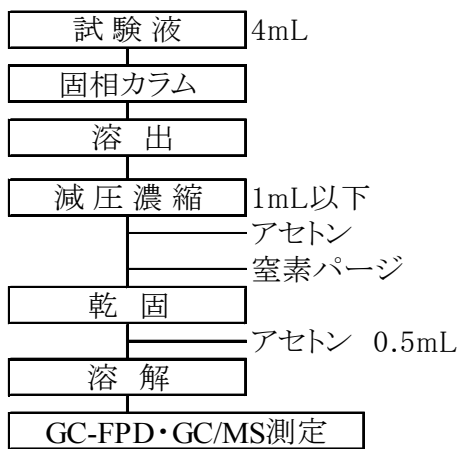 試験液 4mL
固相カラム
溶出
減圧濃縮 1mL以下
アセトン
窒素パージ
乾固
アセトン 0.5mL
溶解
GC-FPD・GC/MS測定